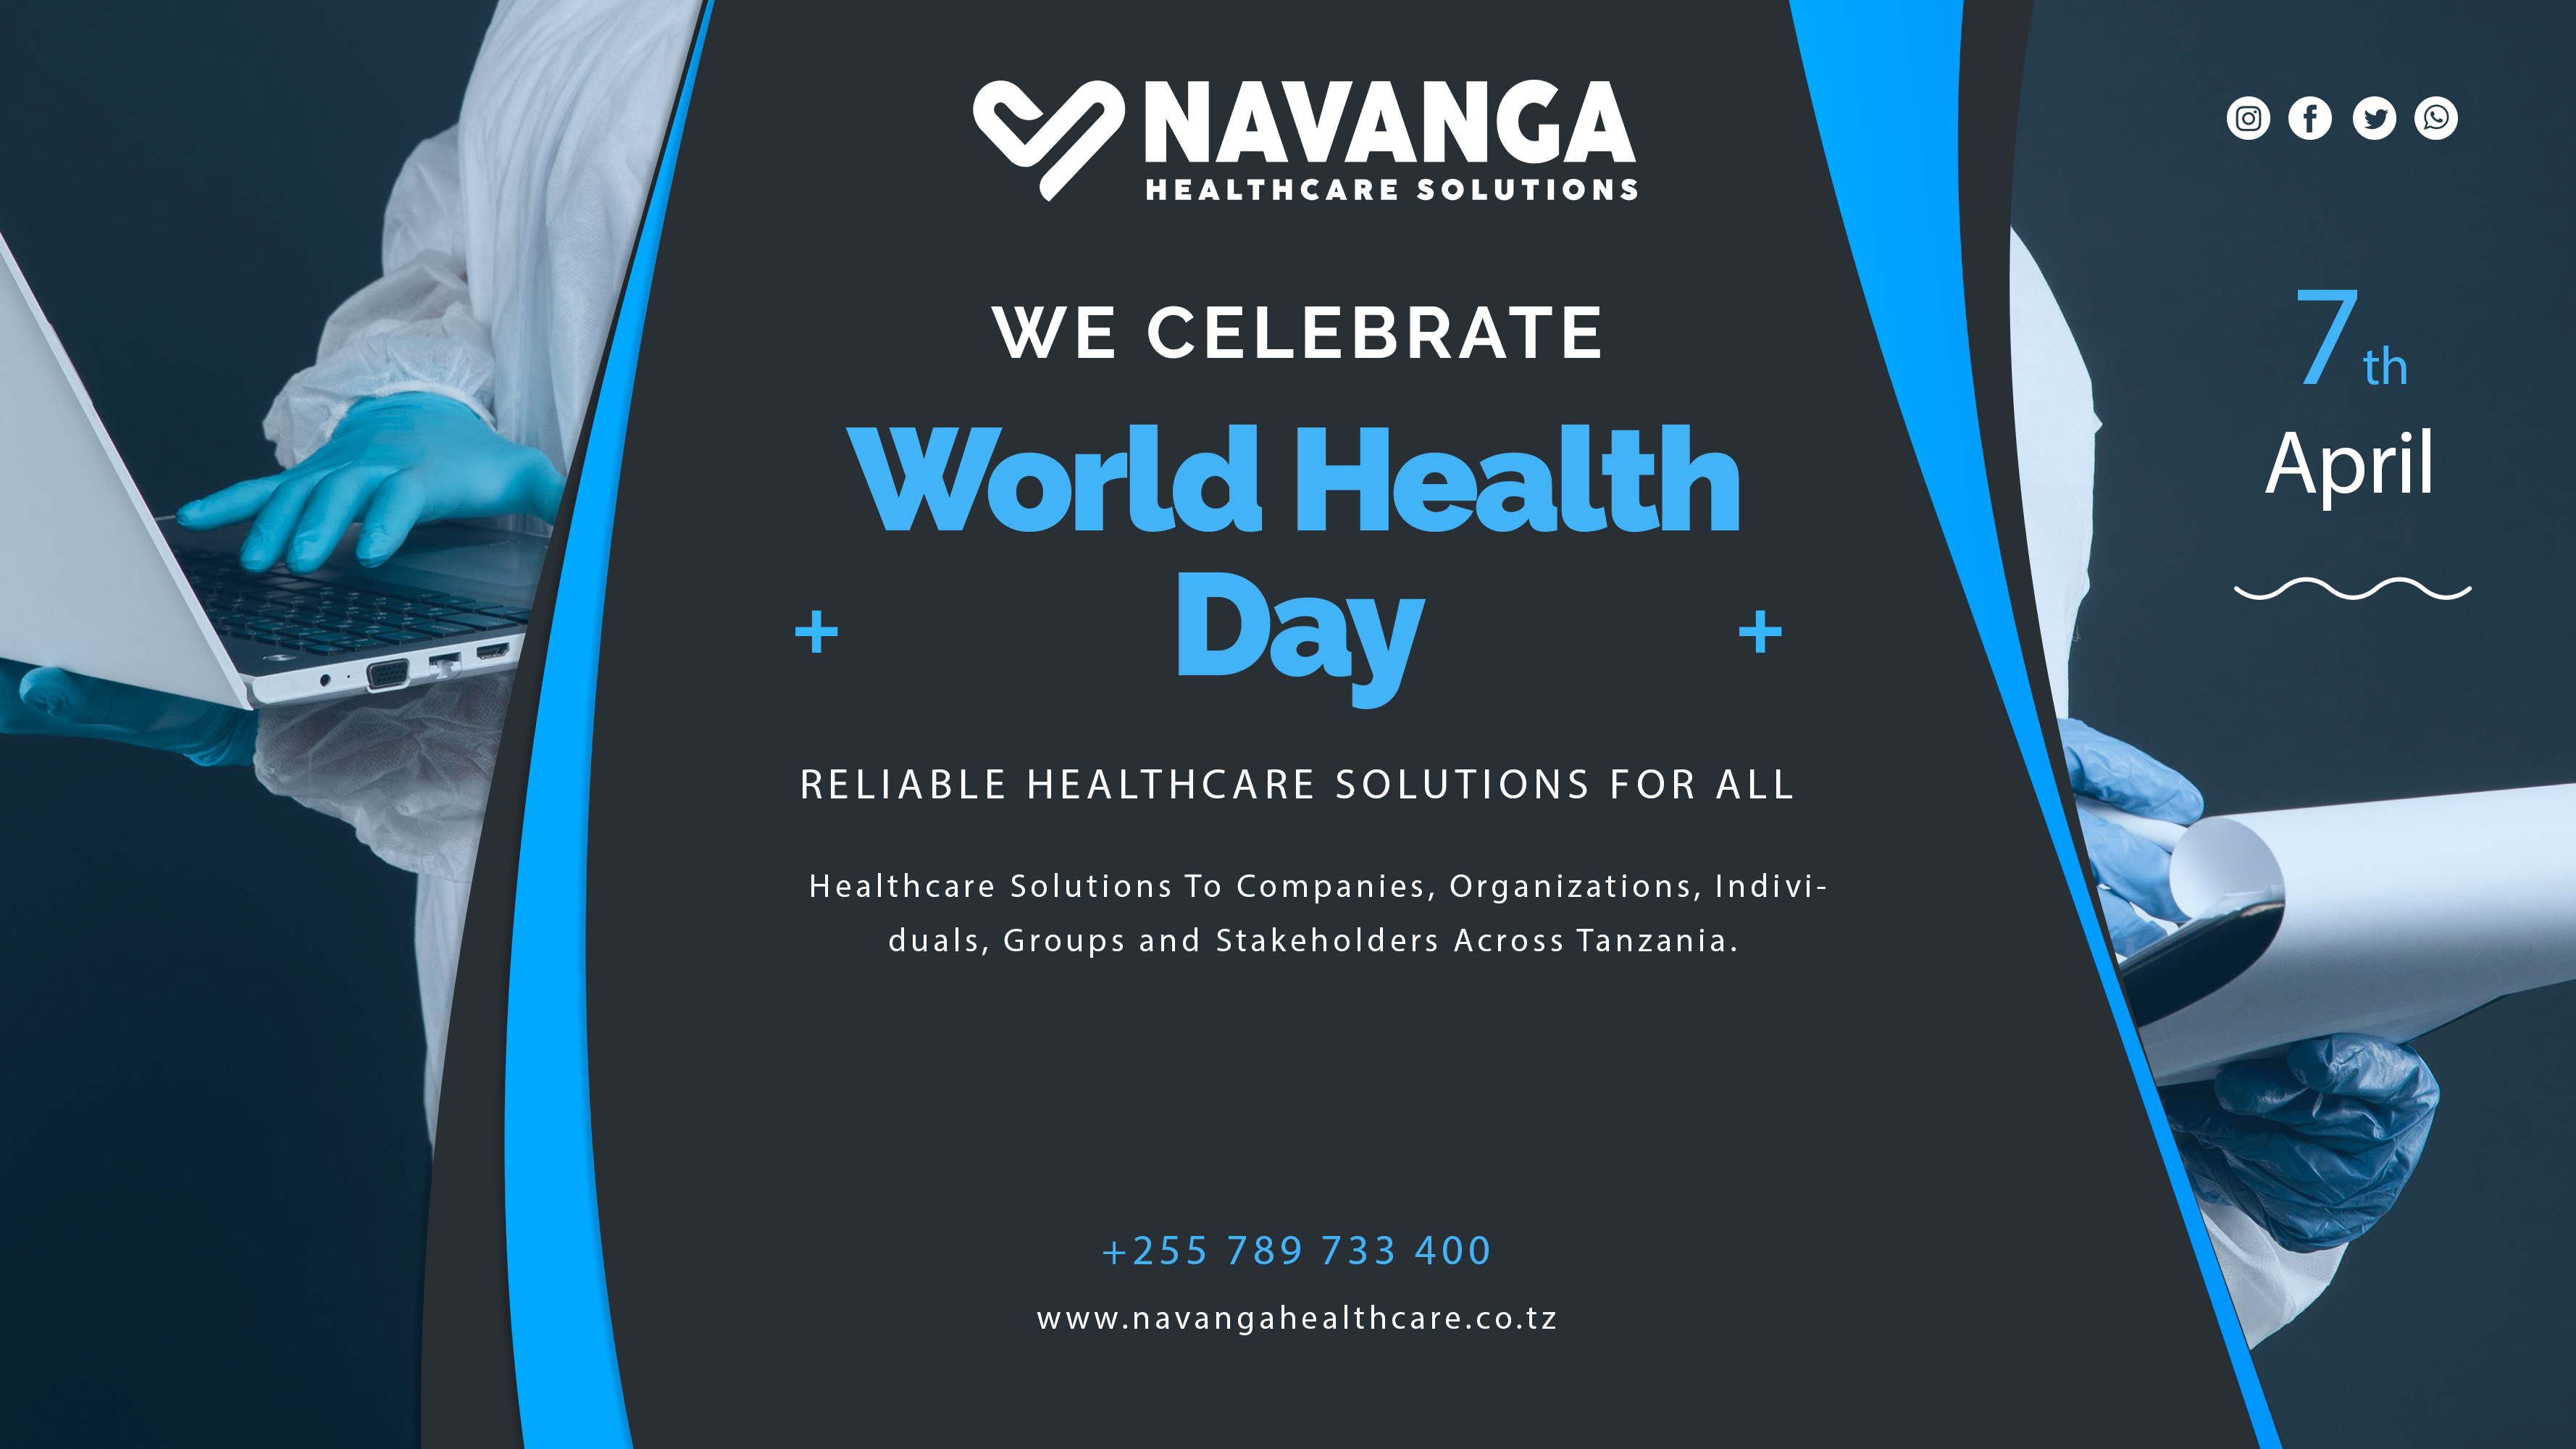 NAVANGA
HEALTHCARE SOLUTIONS
WE CELEBRATE
World Health
Day
+ +
RELIABLE HEALTHCARE SOLUTIONS FOR ALL
Healthcare Solutions To Companies, Organizations, Indivi-
duals, Groups and Stakeholders Across Tanzania.
+255 789 733 400
www.navangahealthcare.co.tz
7th
April